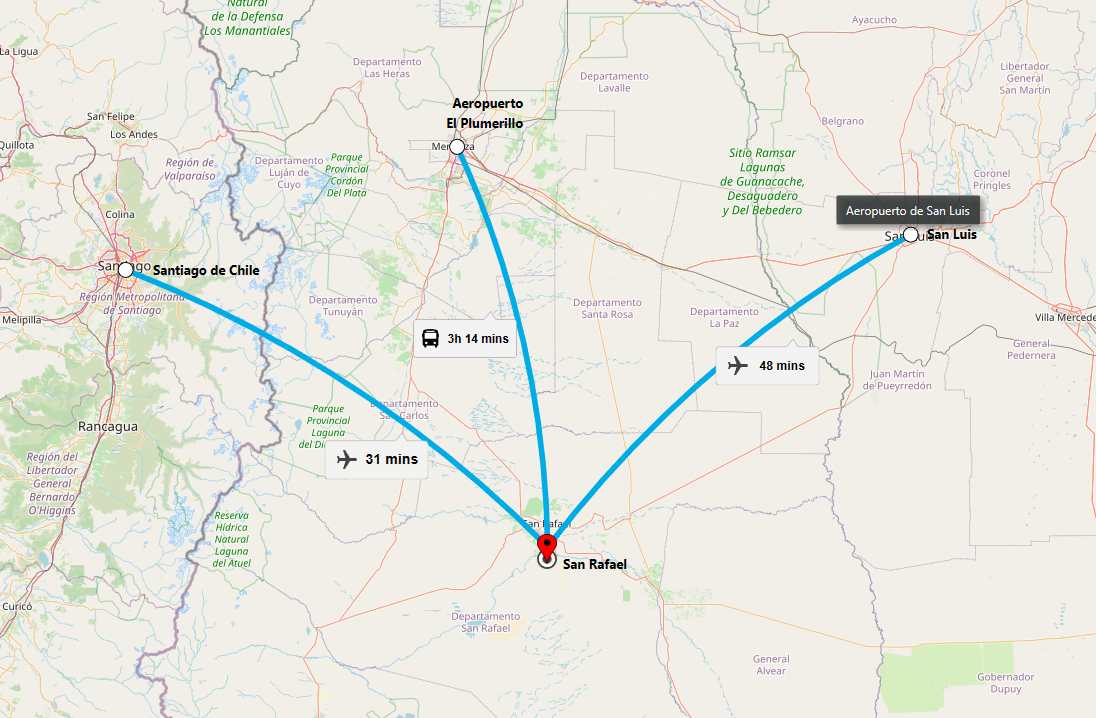 Natural
de la Defensa
Los Manantiales
Ayacucho
La Ligua
Departamento
Las Heras
Departamento
Lavalle
Libertador
General
San Martín
Aeropuerto
El Plumerillo
San Felipe
Los Andes
Belgrano
Quillota
Región de
Valparaíso
Departamento
Luján de
Cuyo
Parque
Provincial
Cordón
Del Plata
Sitio Ramsar
Lagunas
de Guanacache,
Desaguadero
y Del Bebedero
Coronel
Pringles
Colina
Aeropuerto de San Luis
San Luis
Santiago de Chile
Región Metropolitana
de Santiago
Melipilla
Departamento
Tunuyán
Departamento
Santa Rosa
Departamento
La Paz
Villa Mercede
3h 14 mins
General
Pedernera
48 mins
Juan Martín
de Pueyrredón
Departamento
San Carlos
Parque
Provincial
Laguna
Rancagua
31 mins
Región del
Libertador
General
Bernardo
O'Higgins
Reserva
Hídrica
Natural
Laguna
del Atuel
San Rafael
San Rafael
Curicó
Departamento
San Rafael
General
Alvear
Gobernador
Dupuy